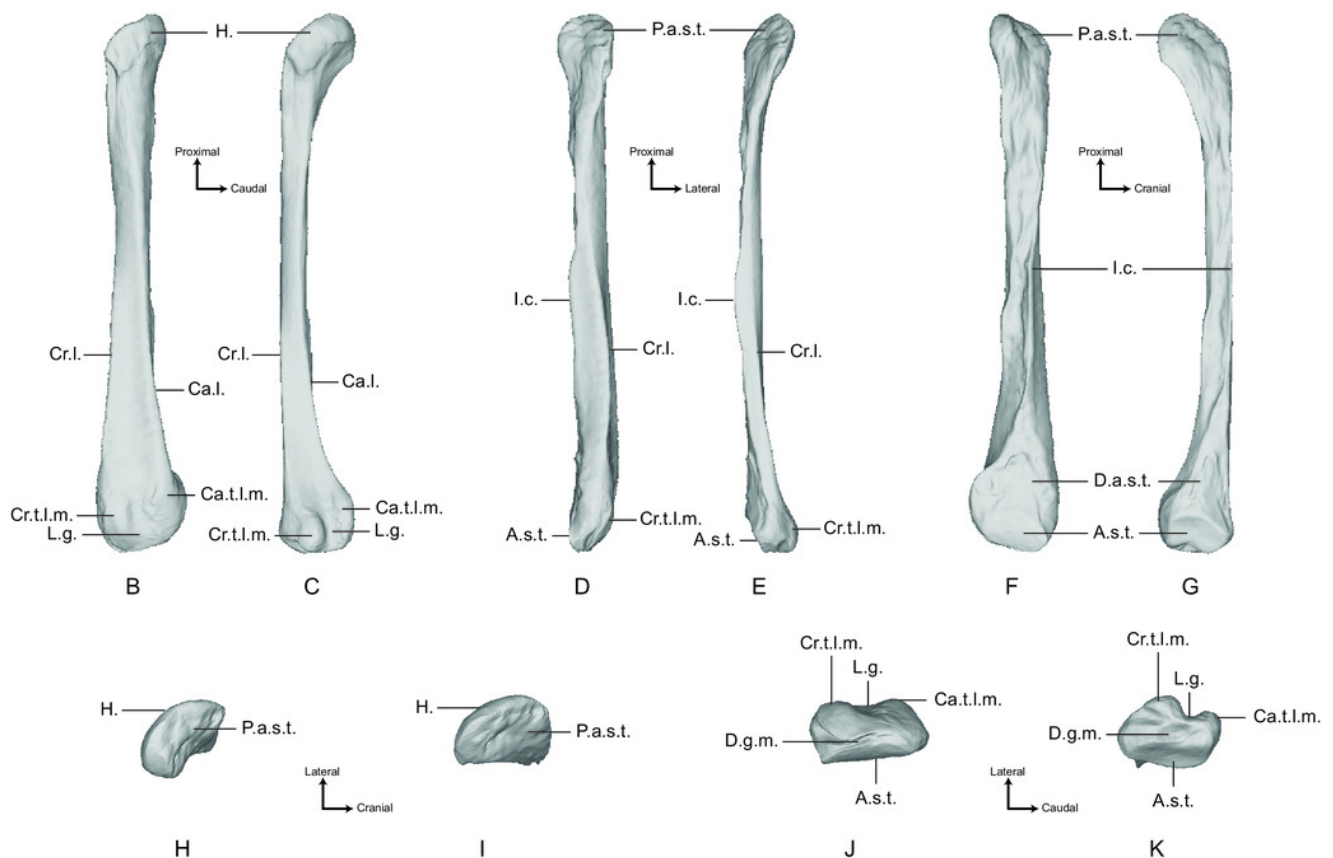 H.
P.a.s.t.
P.a.s.t.
Proximal
Caudal
Proximal
Lateral
Proximal
Cranial
I.c.
I.c.
I.c.
Cr.l.
Cr.l.
Ca.l.
Ca.l.
Cr.l.
Cr.l.
Ca.t.l.m.
Cr.t.l.m.
L.g.
Cr.t.l.m.
Ca.t.l.m.
L.g.
A.s.t.
Cr.t.l.m.
A.s.t.
Cr.t.l.m.
D.a.s.t.
A.s.t.
B
C
D
E
F
G
H.
P.a.s.t.
H.
P.a.s.t.
Lateral
Cranial
Cr.t.l.m.
L.g.
Ca.t.l.m.
D.g.m.
A.s.t.
Cr.t.l.m.
L.g.
Ca.t.l.m.
D.g.m.
A.s.t.
Lateral
Caudal
H
I
J
K